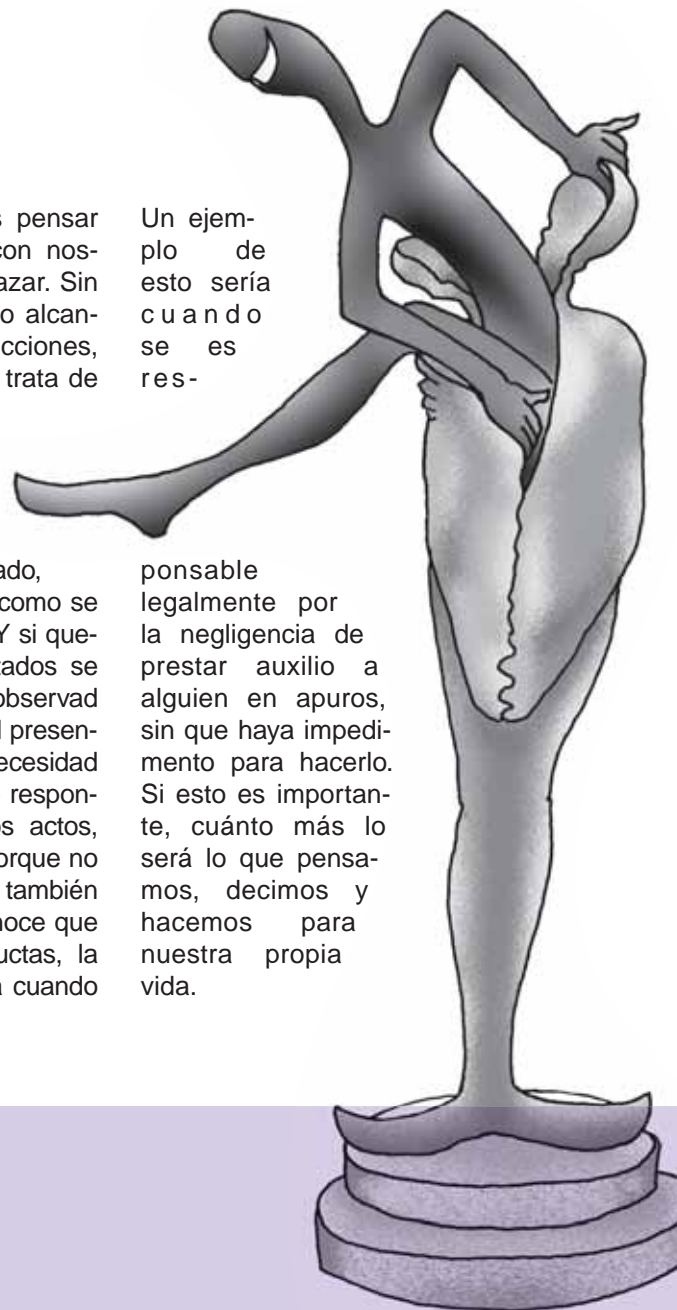 s pensar
con nos-
azar. Sin
o alcan-
cciones,
trata de
ado,
como se
Y si que-
tados se
observad
l presen-
ecesidad
respon-
os actos,
orque no
también
noce que
uctas, la
a cuando
Un ejem-
plo de
esto sería
cuando
se es
res-
ponsable
legalmente por
la negligencia de
prestar auxilio a
alguien en apuros,
sin que haya impedi-
mento para hacerlo.
Si esto es importan-
te, cuánto más lo
será lo que pensa-
mos, decimos y
hacemos para
nuestra propia
vida.